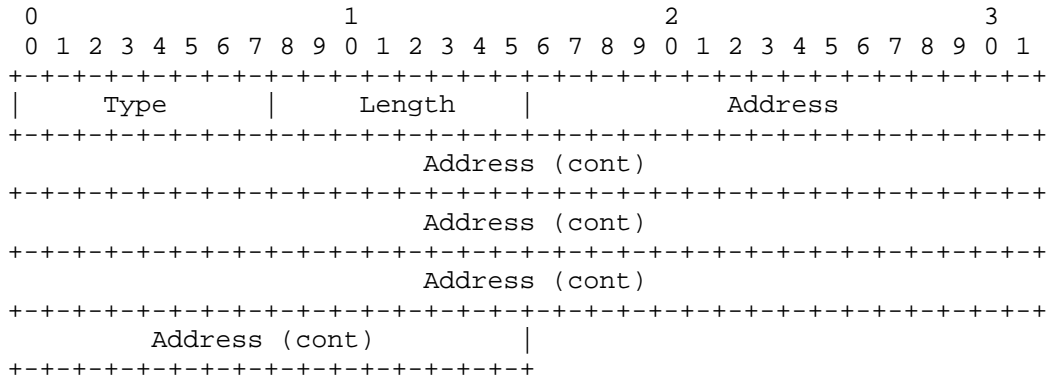 0                   1                   2                   3
 0 1 2 3 4 5 6 7 8 9 0 1 2 3 4 5 6 7 8 9 0 1 2 3 4 5 6 7 8 9 0 1
+-+-+-+-+-+-+-+-+-+-+-+-+-+-+-+-+-+-+-+-+-+-+-+-+-+-+-+-+-+-+-+-+
|     Type      |     Length    |            Address
+-+-+-+-+-+-+-+-+-+-+-+-+-+-+-+-+-+-+-+-+-+-+-+-+-+-+-+-+-+-+-+-+
                         Address (cont)
+-+-+-+-+-+-+-+-+-+-+-+-+-+-+-+-+-+-+-+-+-+-+-+-+-+-+-+-+-+-+-+-+
                         Address (cont)
+-+-+-+-+-+-+-+-+-+-+-+-+-+-+-+-+-+-+-+-+-+-+-+-+-+-+-+-+-+-+-+-+
                         Address (cont)
+-+-+-+-+-+-+-+-+-+-+-+-+-+-+-+-+-+-+-+-+-+-+-+-+-+-+-+-+-+-+-+-+
        Address (cont)          |
+-+-+-+-+-+-+-+-+-+-+-+-+-+-+-+-+